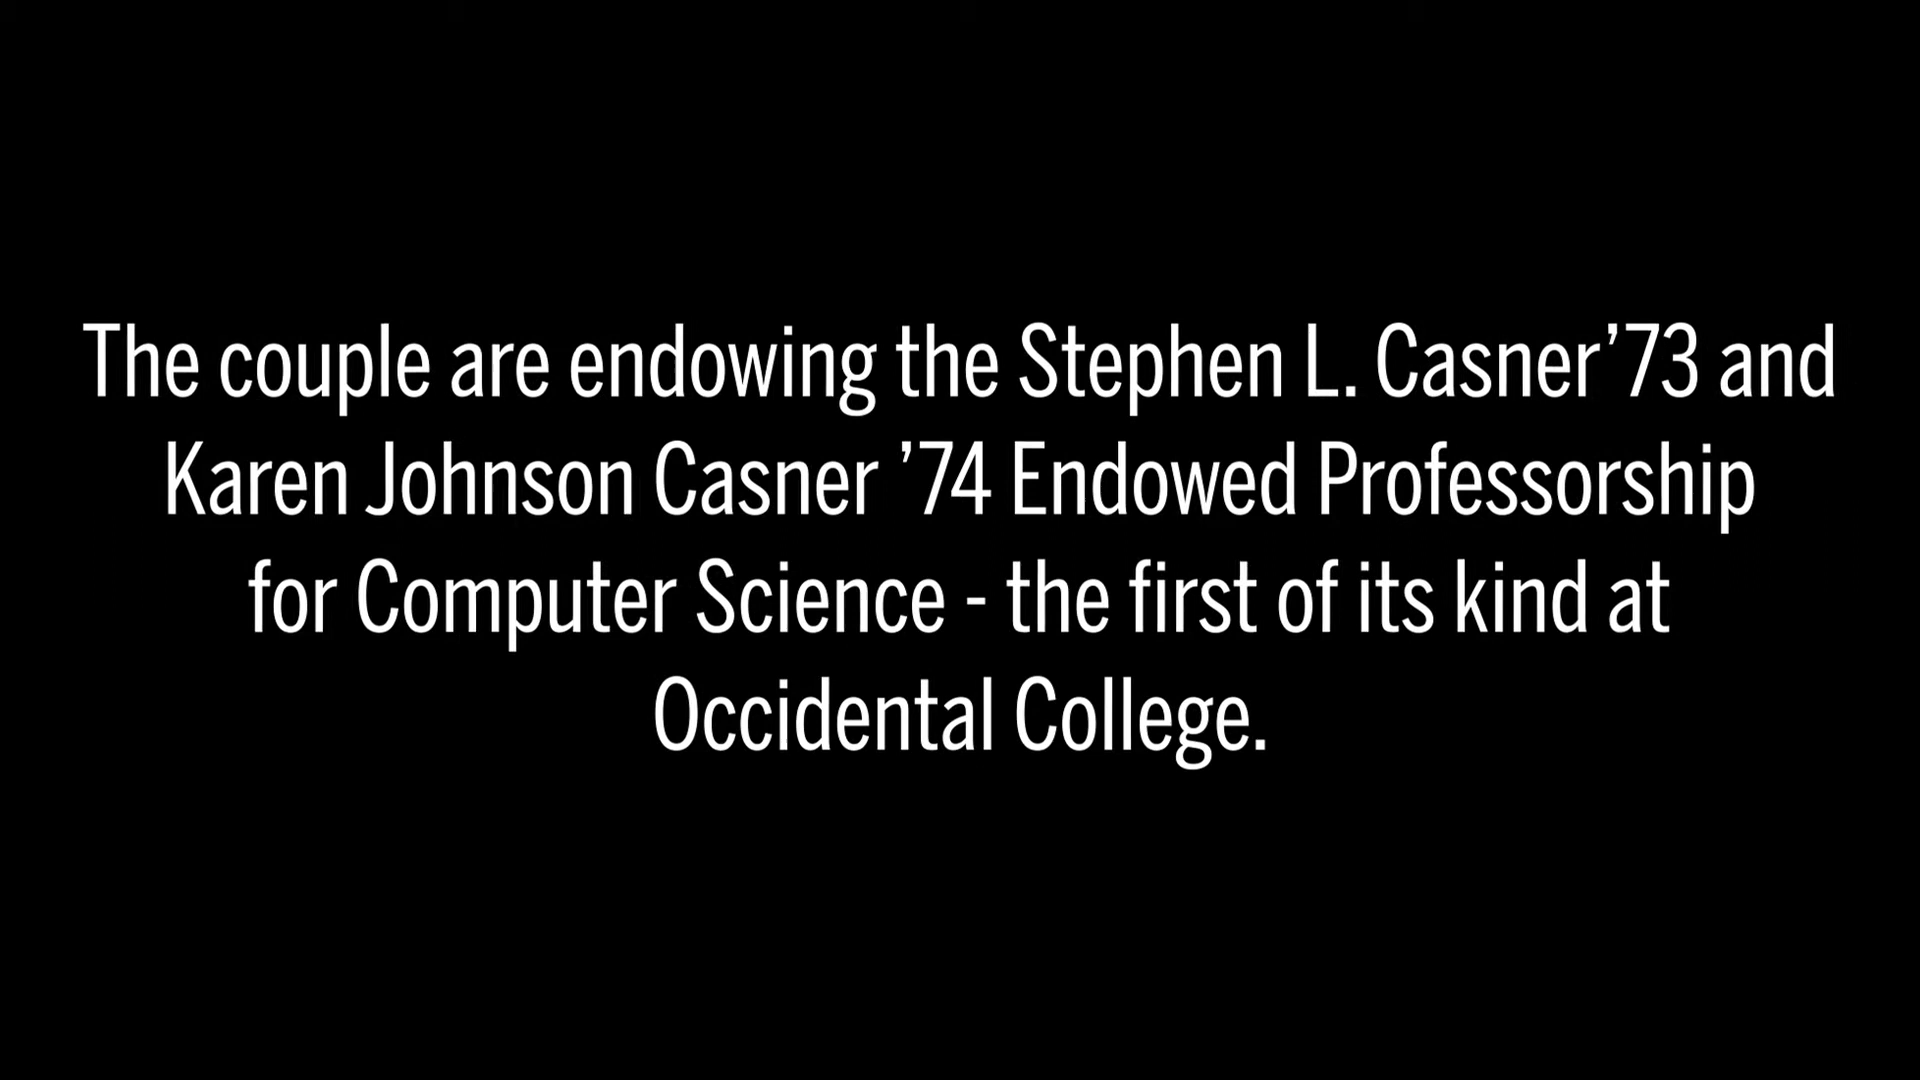 The couple are endowing the Stephen L. Casner’73 and
Karen Johnson Casner ’74 Endowed Professorship
for Computer Science - the first of its kind at
Occidental College.